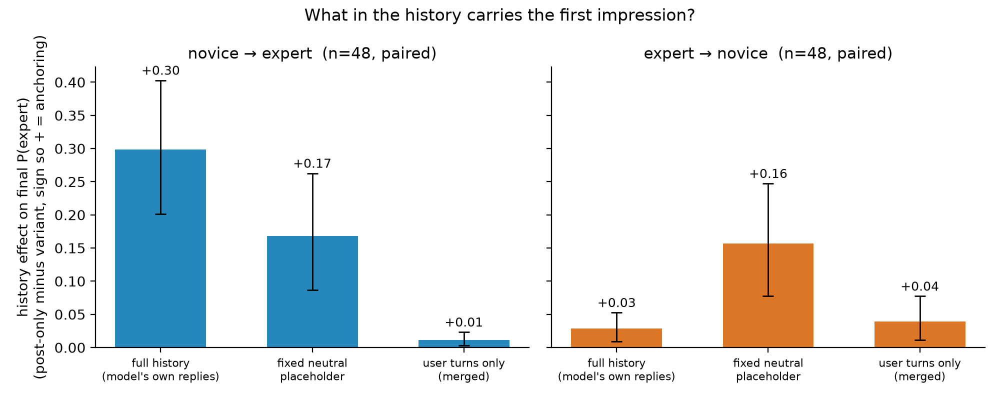 What in the history carries the first impression?
novice → expert  (n=48, paired)
expert → novice  (n=48, paired)
history effect on final P(expert)
(post-only minus variant, sign so + = anchoring)
0.40
0.35
0.30
0.25
0.20
0.15
0.10
0.05
0.00
+0.30
+0.17
+0.01
full history
(model's own replies)
fixed neutral
placeholder
user turns only
(merged)
+0.03
+0.16
+0.04
full history
(model's own replies)
fixed neutral
placeholder
user turns only
(merged)